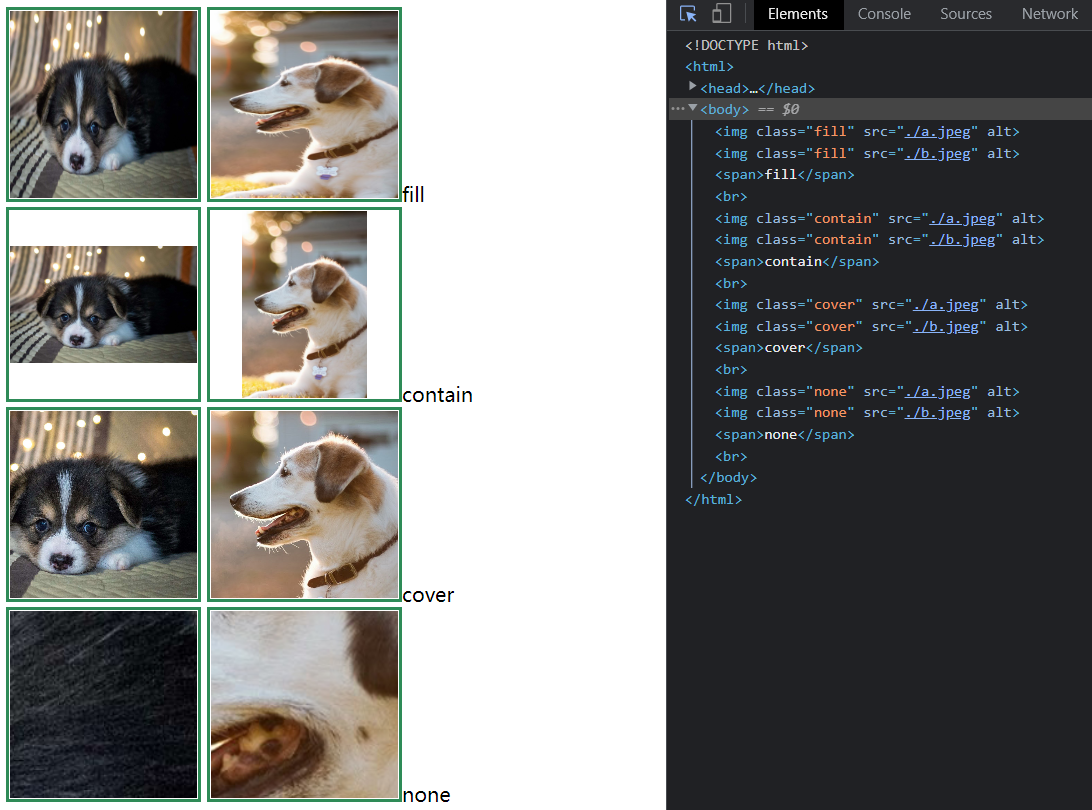 fill
contain
cover
none
Elements Console Sources Network
<!DOCTYPE html>
<html>
<head>…</head>
<body> == $0
<img class="fill" src="./a.jpeg" alt>
<img class="fill" src="./b.jpeg" alt>
<span>fill</span>
<br>
<img class="contain" src="./a.jpeg" alt>
<img class="contain" src="./b.jpeg" alt>
<span>contain</span>
<br>
<img class="cover" src="./a.jpeg" alt>
<img class="cover" src="./b.jpeg" alt>
<span>cover</span>
<br>
<img class="none" src="./a.jpeg" alt>
<img class="none" src="./b.jpeg" alt>
<span>none</span>
<br>
</body>
</html>